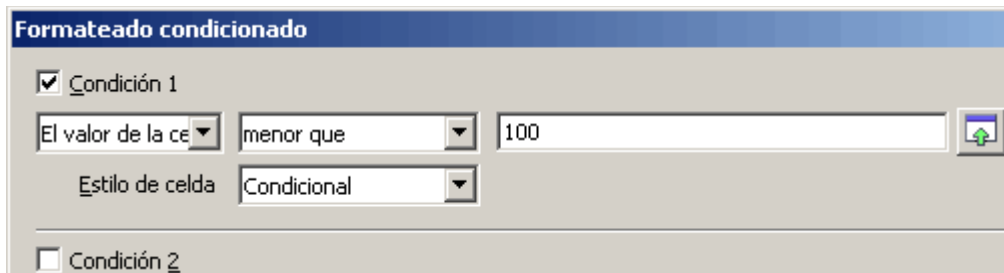 Formateado condicionado
Condición 1
El valor de la ce menor que 100
Estilo de celda Condicional
Condición 2